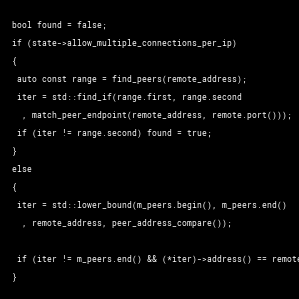 bool found = false;
if (state->allow_multiple_connections_per_ip)
{
auto const range = find_peers(remote_address);
iter = std::find_if(range.first, range.second
, match_peer_endpoint(remote_address, remote.port()));
if (iter != range.second) found = true;
}
else
{
iter = std::lower_bound(m_peers.begin(), m_peers.end()
, remote_address, peer_address_compare());
if (iter != m_peers.end() && (*iter)->address() == remote
}